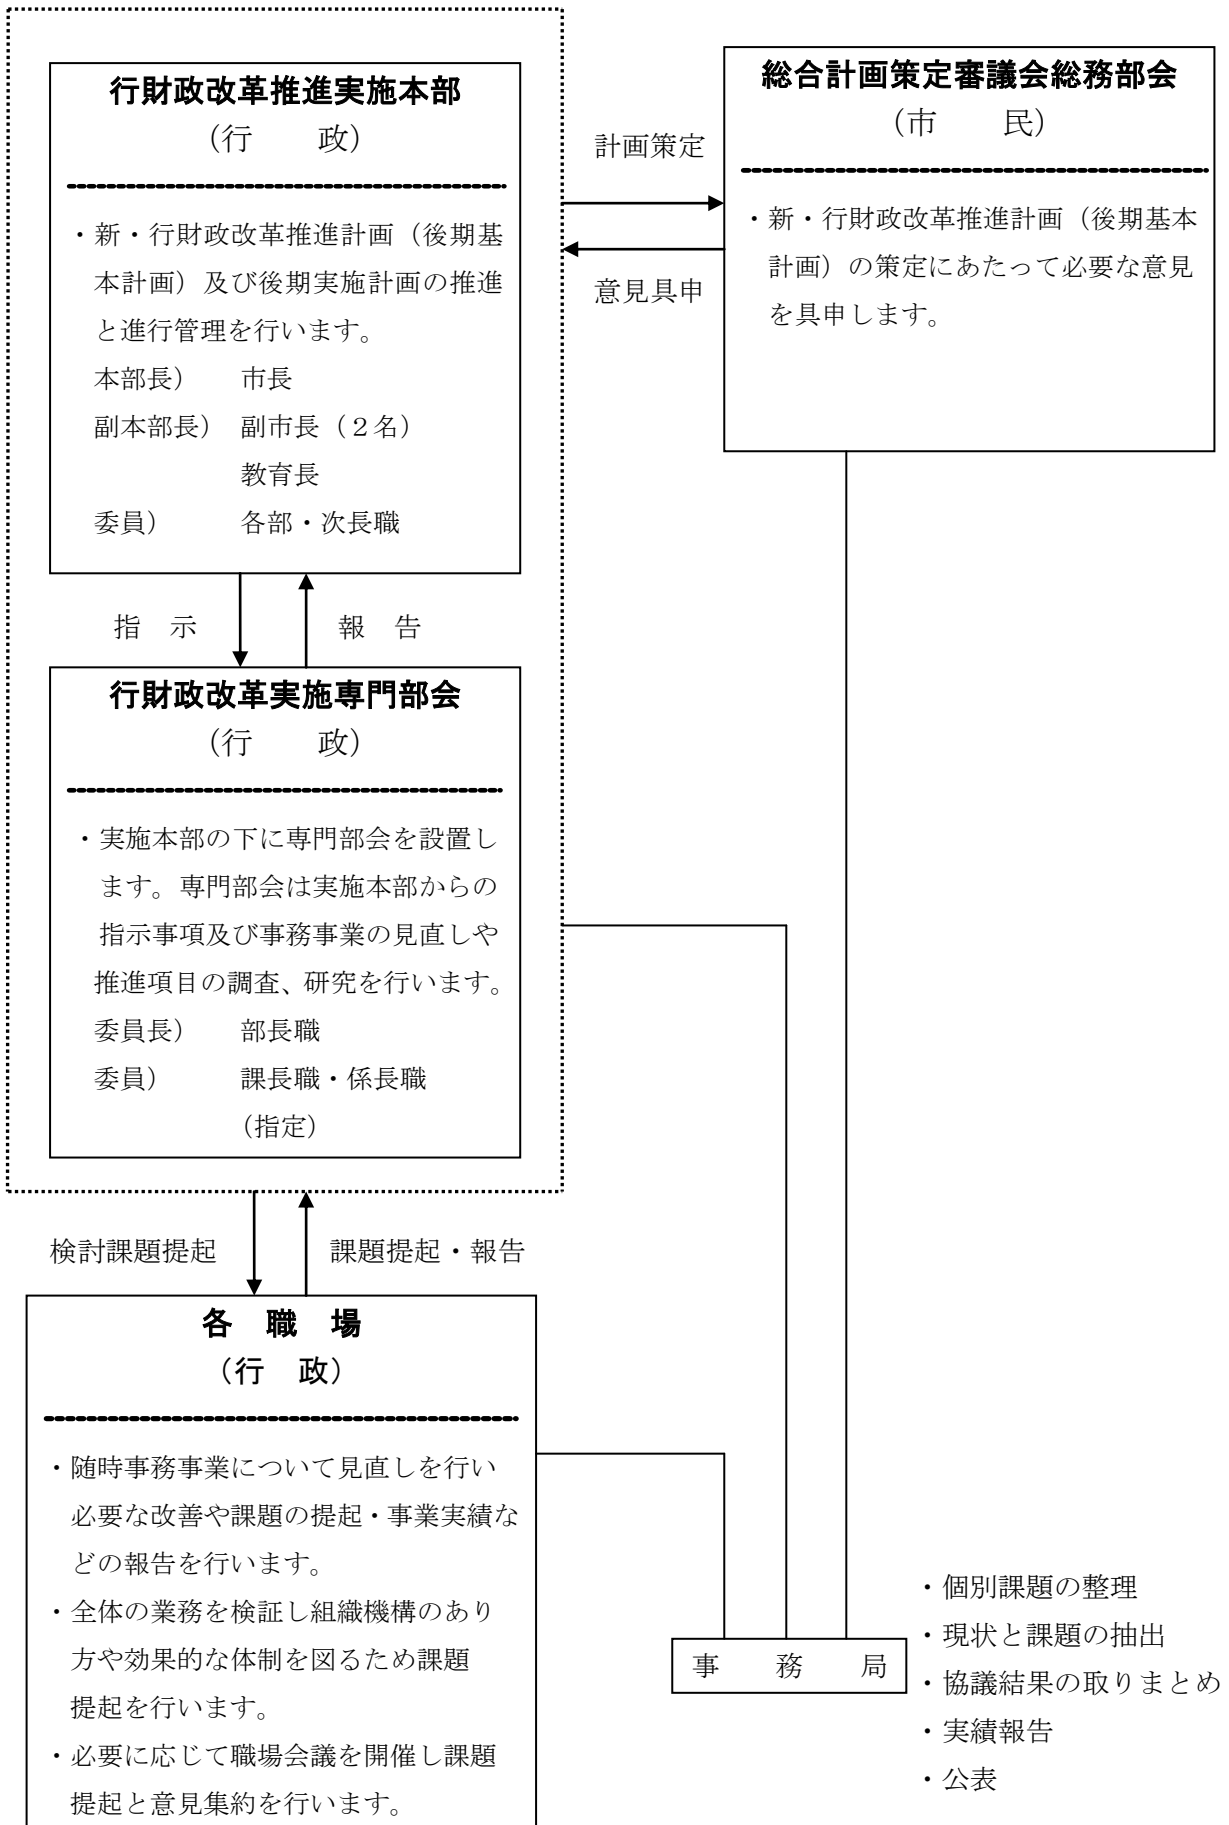 行財政改革推進実施本部
（行　　政）
・新・行財政改革推進計画（後期基
本計画）及び後期実施計画の推進
と進行管理を行います。
本部長）　市長
副本部長）　副市長（２名）
教育長
委員）　各部・次長職
計画策定
意見具申
総合計画策定審議会総務部会
（市　　民）
・新・行財政改革推進計画（後期基本
計画）の策定にあたって必要な意見
を具申します。
指　示
報　告
行財政改革実施専門部会
（行　　政）
・実施本部の下に専門部会を設置し
ます。専門部会は実施本部からの
指示事項及び事務事業の見直しや
推進項目の調査、研究を行います。
委員長）　部長職
委員）　課長職・係長職
（指定）
検討課題提起
課題提起・報告
各　職　場
（行　政）
・随時事務事業について見直しを行い
必要な改善や課題の提起・事業実績な
どの報告を行います。
・全体の業務を検証し組織機構のあり
方や効果的な体制を図るため課題
提起を行います。
・必要に応じて職場会議を開催し課題
提起と意見集約を行います。
事　務　局
・個別課題の整理
・現状と課題の抽出
・協議結果の取りまとめ
・実績報告
・公表